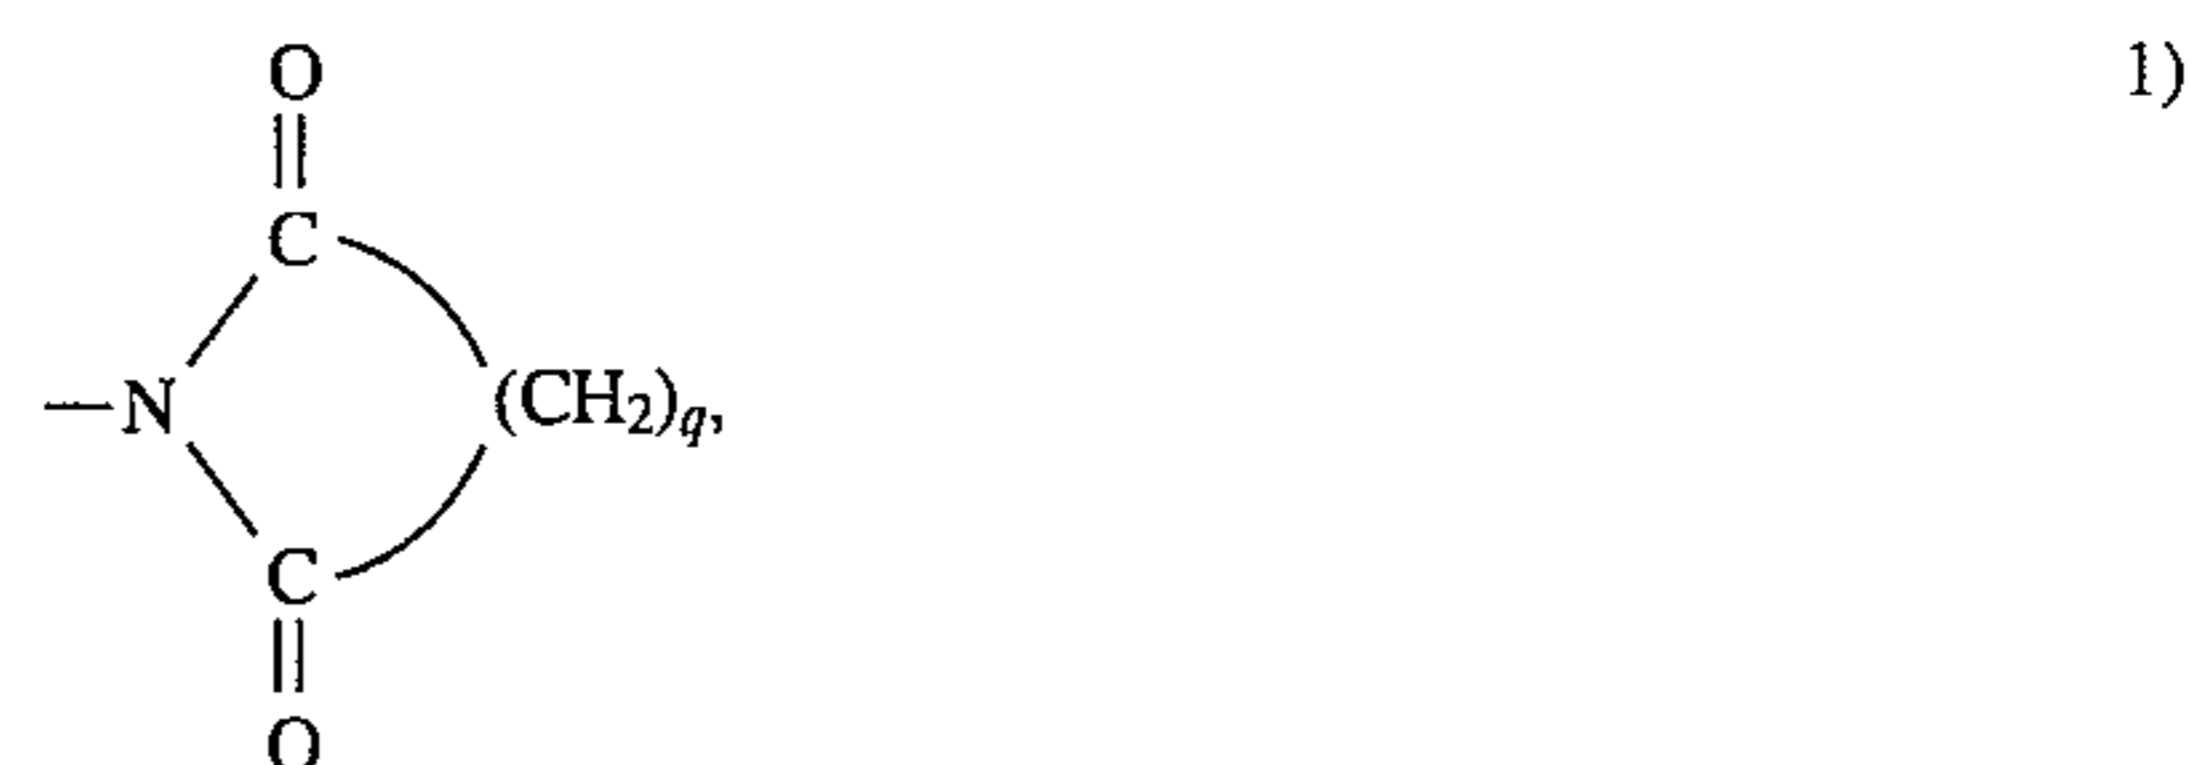 O 1)
||
C
—N (CH₂)q,
C
||
O